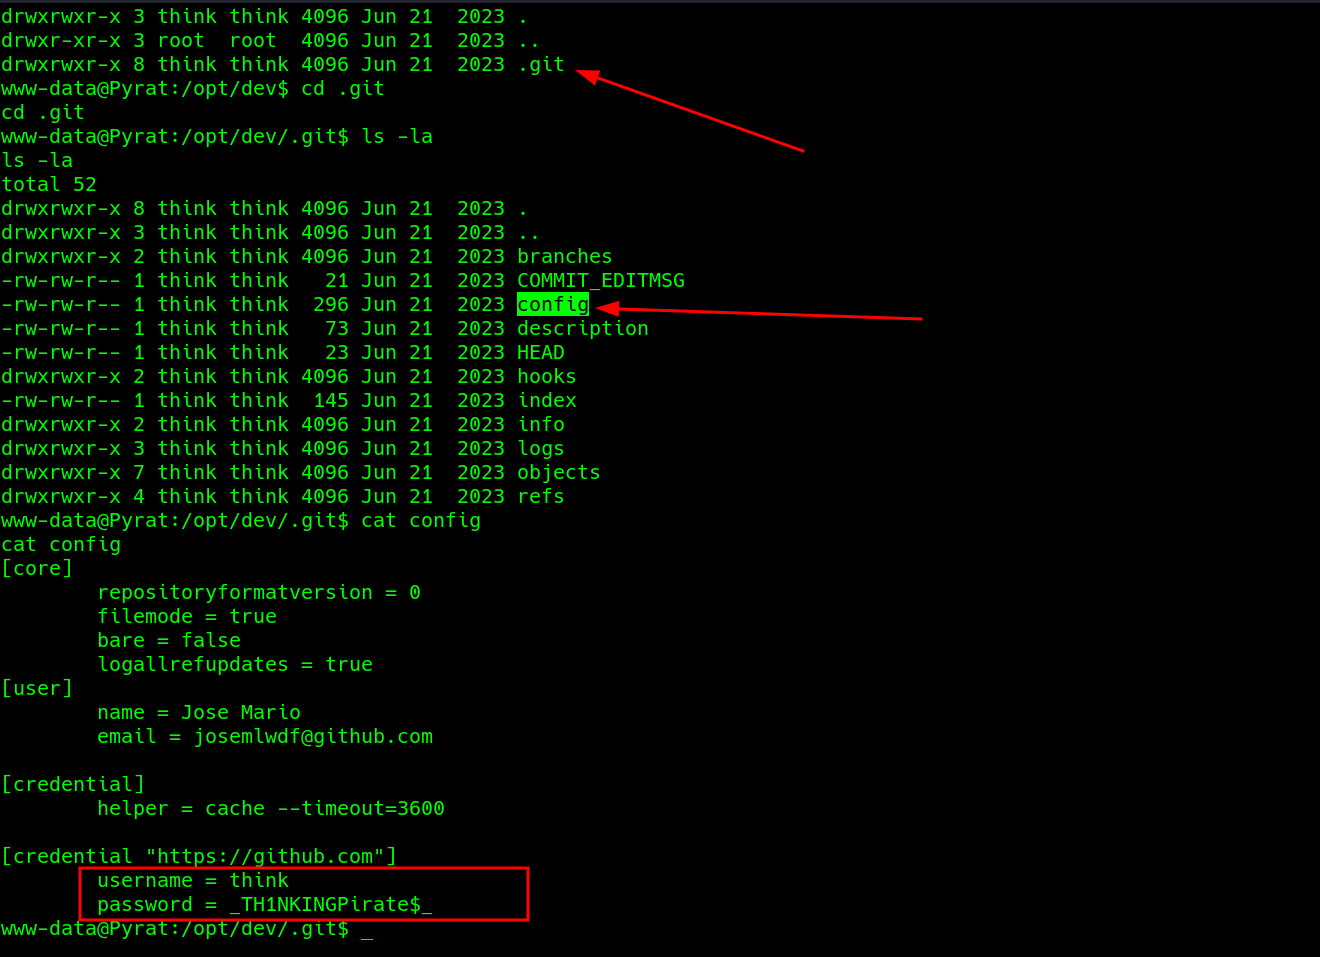 drwxrwxr-x 3 think think 4096 Jun 21  2023 .
drwxr-xr-x 3 root  root  4096 Jun 21  2023 ..
drwxrwxr-x 8 think think 4096 Jun 21  2023 .git
www-data@Pyrat:/opt/dev$ cd .git
cd .git
www-data@Pyrat:/opt/dev/.git$ ls -la
ls -la
total 52
drwxrwxr-x 8 think think 4096 Jun 21  2023 .
drwxrwxr-x 3 think think 4096 Jun 21  2023 ..
drwxrwxr-x 2 think think 4096 Jun 21  2023 branches
-rw-rw-r-- 1 think think   21 Jun 21  2023 COMMIT_EDITMSG
-rw-rw-r-- 1 think think  296 Jun 21  2023 config
-rw-rw-r-- 1 think think   73 Jun 21  2023 description
-rw-rw-r-- 1 think think   23 Jun 21  2023 HEAD
drwxrwxr-x 2 think think 4096 Jun 21  2023 hooks
-rw-rw-r-- 1 think think  145 Jun 21  2023 index
drwxrwxr-x 2 think think 4096 Jun 21  2023 info
drwxrwxr-x 3 think think 4096 Jun 21  2023 logs
drwxrwxr-x 7 think think 4096 Jun 21  2023 objects
drwxrwxr-x 4 think think 4096 Jun 21  2023 refs
www-data@Pyrat:/opt/dev/.git$ cat config
cat config
[core]
        repositoryformatversion = 0
        filemode = true
        bare = false
        logallrefupdates = true
[user]
        name = Jose Mario
        email = josemlwdf@github.com
[credential]
        helper = cache --timeout=3600
[credential "https://github.com"]
        username = think
        password = _TH1NKINGPirate$_
www-data@Pyrat:/opt/dev/.git$ _